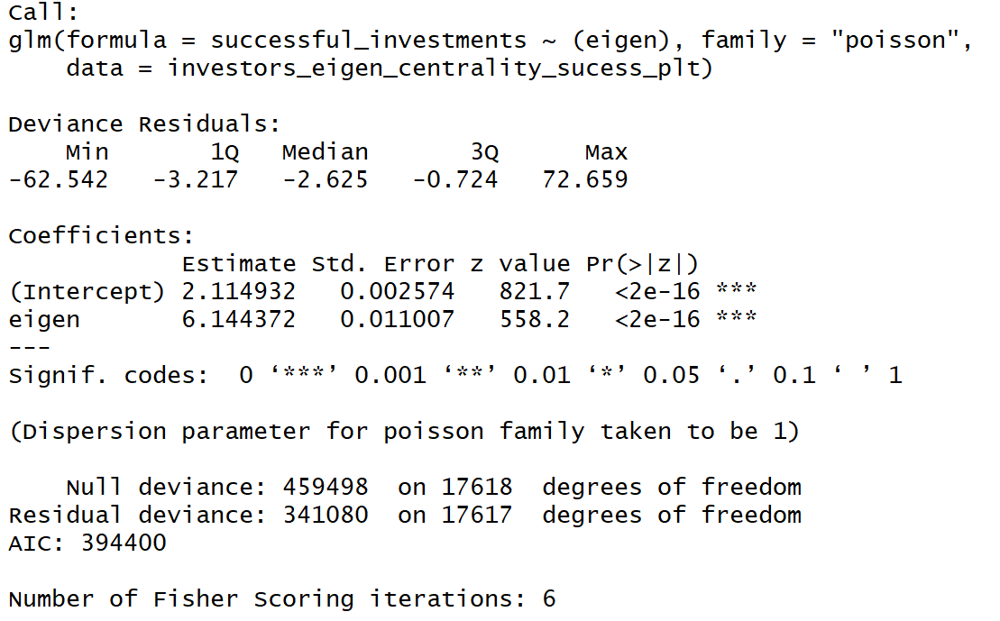 Call:
glm(formula = successful_investments ~ (eigen), family = "poisson",
    data = investors_eigen_centrality_sucess_plt)

Deviance Residuals:
    Min       1Q   Median       3Q      Max
-62.542   -3.217   -2.625   -0.724   72.659

Coefficients:
            Estimate Std. Error z value Pr(>|z|)
(Intercept) 2.114932   0.002574   821.7   <2e-16 ***
eigen       6.144372   0.011007   558.2   <2e-16 ***
---
Signif. codes:  0 ‘***’ 0.001 ‘**’ 0.01 ‘*’ 0.05 ‘.’ 0.1 ‘ ’ 1

(Dispersion parameter for poisson family taken to be 1)

    Null deviance: 459498  on 17618  degrees of freedom
Residual deviance: 341080  on 17617  degrees of freedom
AIC: 394400

Number of Fisher Scoring iterations: 6